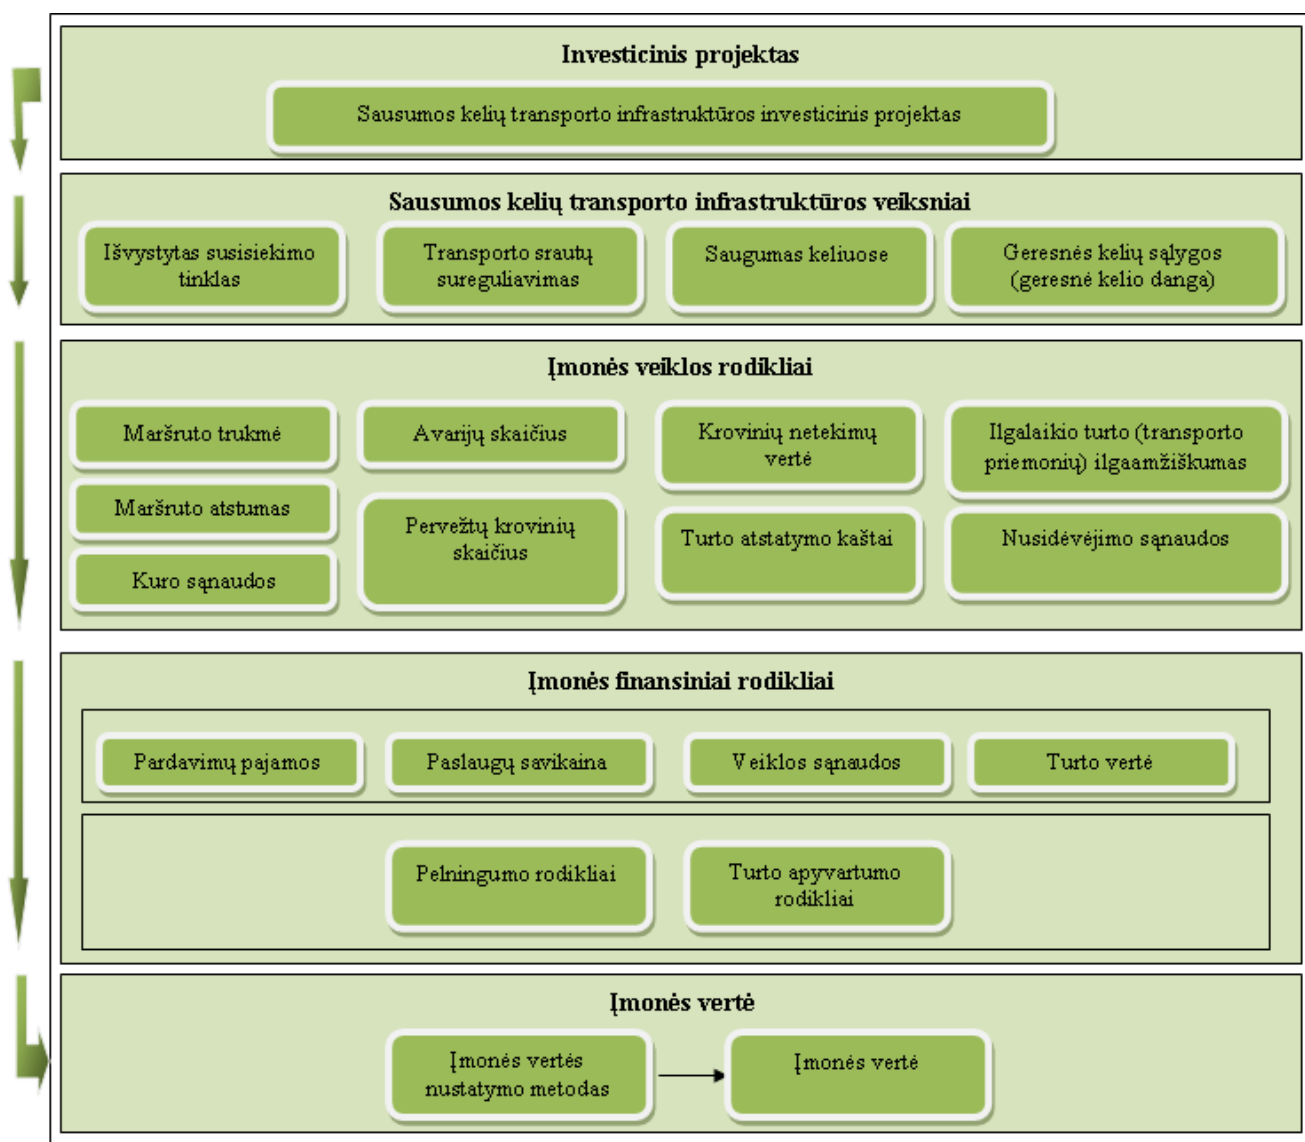 Investicinis projektas
Sausumos kelių transporto infrastruktūros investicinis projektas
Sausumos kelių transporto infrastruktūros veiksniai
Išvystytas susisiekimo
tinklas
Transporto srautų
sureguliavimas
Saugumas keliuose
Geresnės kelių sąlygos
(geresnė kelio danga)
Įmonės veiklos rodikliai
Maršruto trukmė
Maršruto atstumas
Kuro sąnaudos
Avarijų skaičius
Pervežtų krovinių
skaičius
Krovinių netekimų
vertė
Turto atstatymo kaštai
Ilgalaikio turto (transporto
priemonių) ilgaamžiškumas
Nusidėvėjimo sąnaudos
Įmonės finansiniai rodikliai
Pardavimų pajamos
Paslaugų savikaina
Veiklos sąnaudos
Turto vertė
Pelningumo rodikliai
Turto apyvartumo
rodikliai
Įmonės vertė
Įmonės vertės
nustatymo metodas
Įmonės vertė